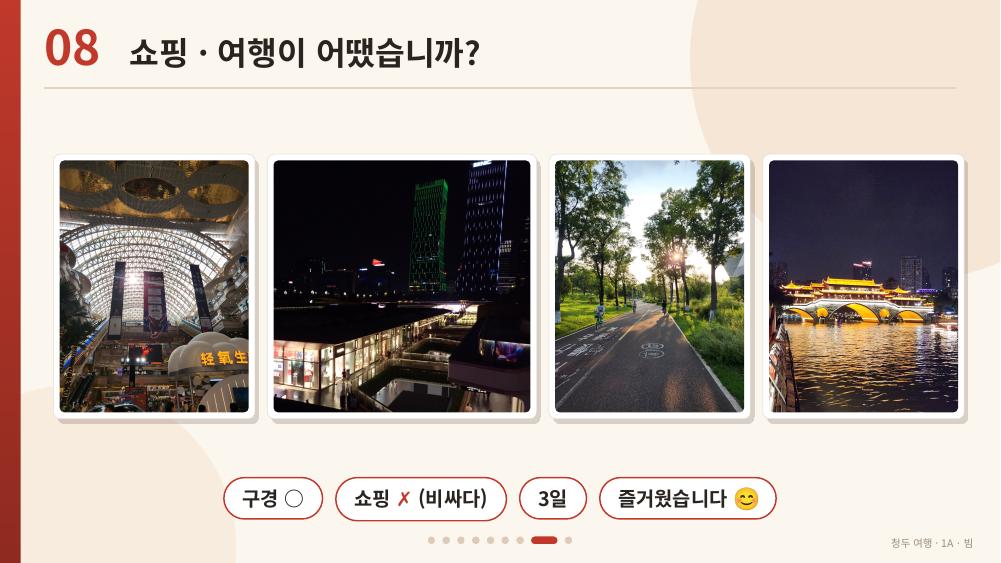 08 쇼핑 · 여행이 어땠습니까?
轻氧生
구경 ○
쇼핑 ✗ (비싸다)
3일
즐거웠습니다 😊
청두 여행 · 1A · 빔